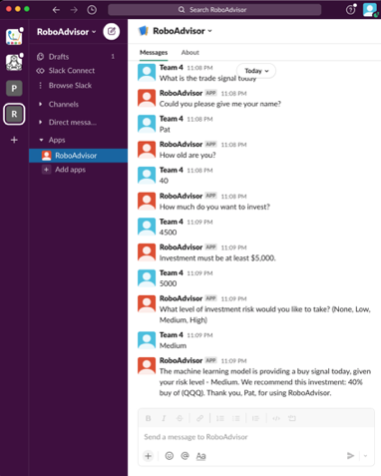 Search RoboAdvisor
RoboAdvisor
Drafts 1
Slack Connect
Browse Slack
Channels
Direct messa...
Apps
RoboAdvisor
Add apps
P
R
RoboAdvisor
Messages About
Today
Team 4 11:08 PM
What is the trade signal today
RoboAdvisor APP 11:08 PM
Could you please give me your name?
Team 4 11:08 PM
Pat
RoboAdvisor APP 11:08 PM
How old are you?
Team 4 11:08 PM
40
RoboAdvisor APP 11:08 PM
How much do you want to invest?
Team 4 11:09 PM
4500
RoboAdvisor APP 11:09 PM
Investment must be at least $5,000.
Team 4 11:09 PM
5000
RoboAdvisor APP 11:09 PM
What level of investment risk would you like to take? (None, Low,
Medium, High)
Team 4 11:09 PM
Medium
RoboAdvisor APP 11:09 PM
The machine learning model is providing a buy signal today, given
your risk level - Medium. We recommend this investment: 40%
buy of (QQQ). Thank you, Pat, for using RoboAdvisor.
Send a message to RoboAdvisor
Aa